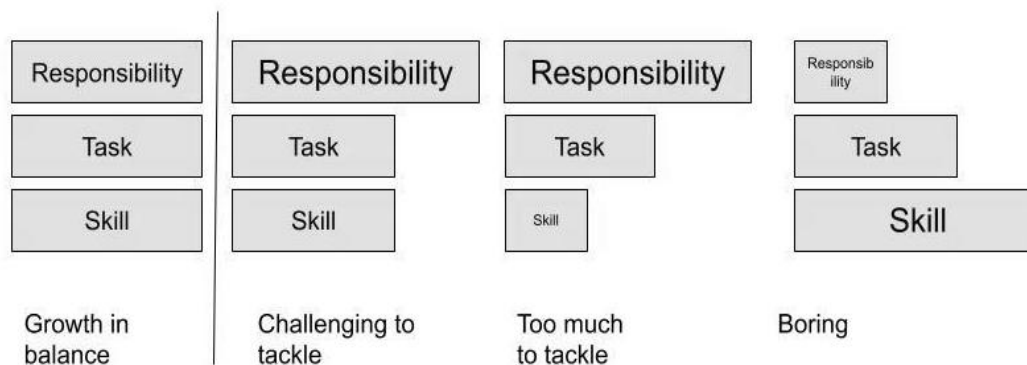 Responsibility
Task
Skill
Growth in
balance
Responsibility
Task
Skill
Challenging to
tackle
Responsibility
Task
Skill
Too much
to tackle
Responsib
ility
Task
Skill
Boring